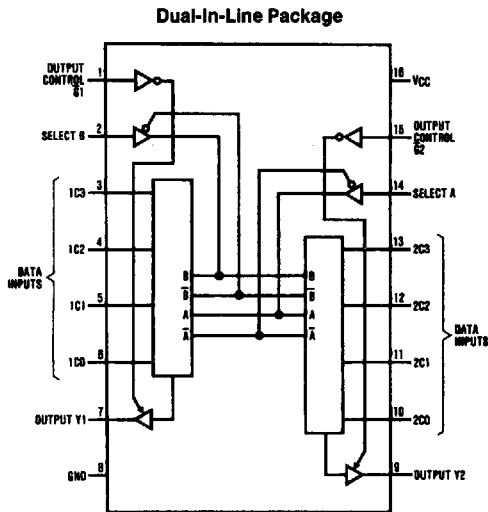 Dual-In-Line Package
OUTPUT
CONTROL
G̅1
1
SELECT B
2
1C3
3
1C2
4
DATA
INPUTS
1C1
5
1C0
6
OUTPUT Y1
7
GND
8
B
B̅
A
A̅
B
B̅
A
A̅
16
VCC
15
OUTPUT
CONTROL
G̅2
14
SELECT A
13
2C3
12
2C2
DATA
INPUTS
11
2C1
10
2C0
9
OUTPUT Y2